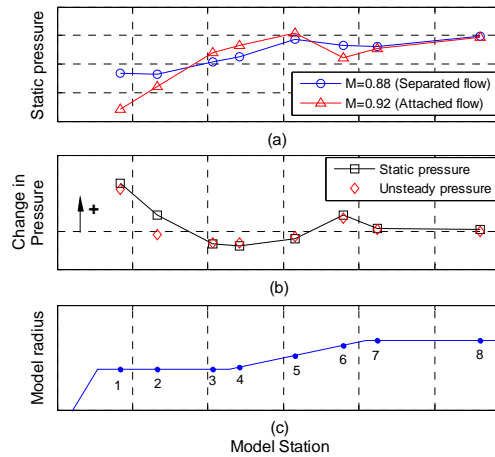 Static pressure
M=0.88 (Separated flow)
M=0.92 (Attached flow)
(a)
Change in
Pressure
+
Static pressure
Unsteady pressure
(b)
Model radius
1 2 3 4 5 6 7 8
(c)
Model Station